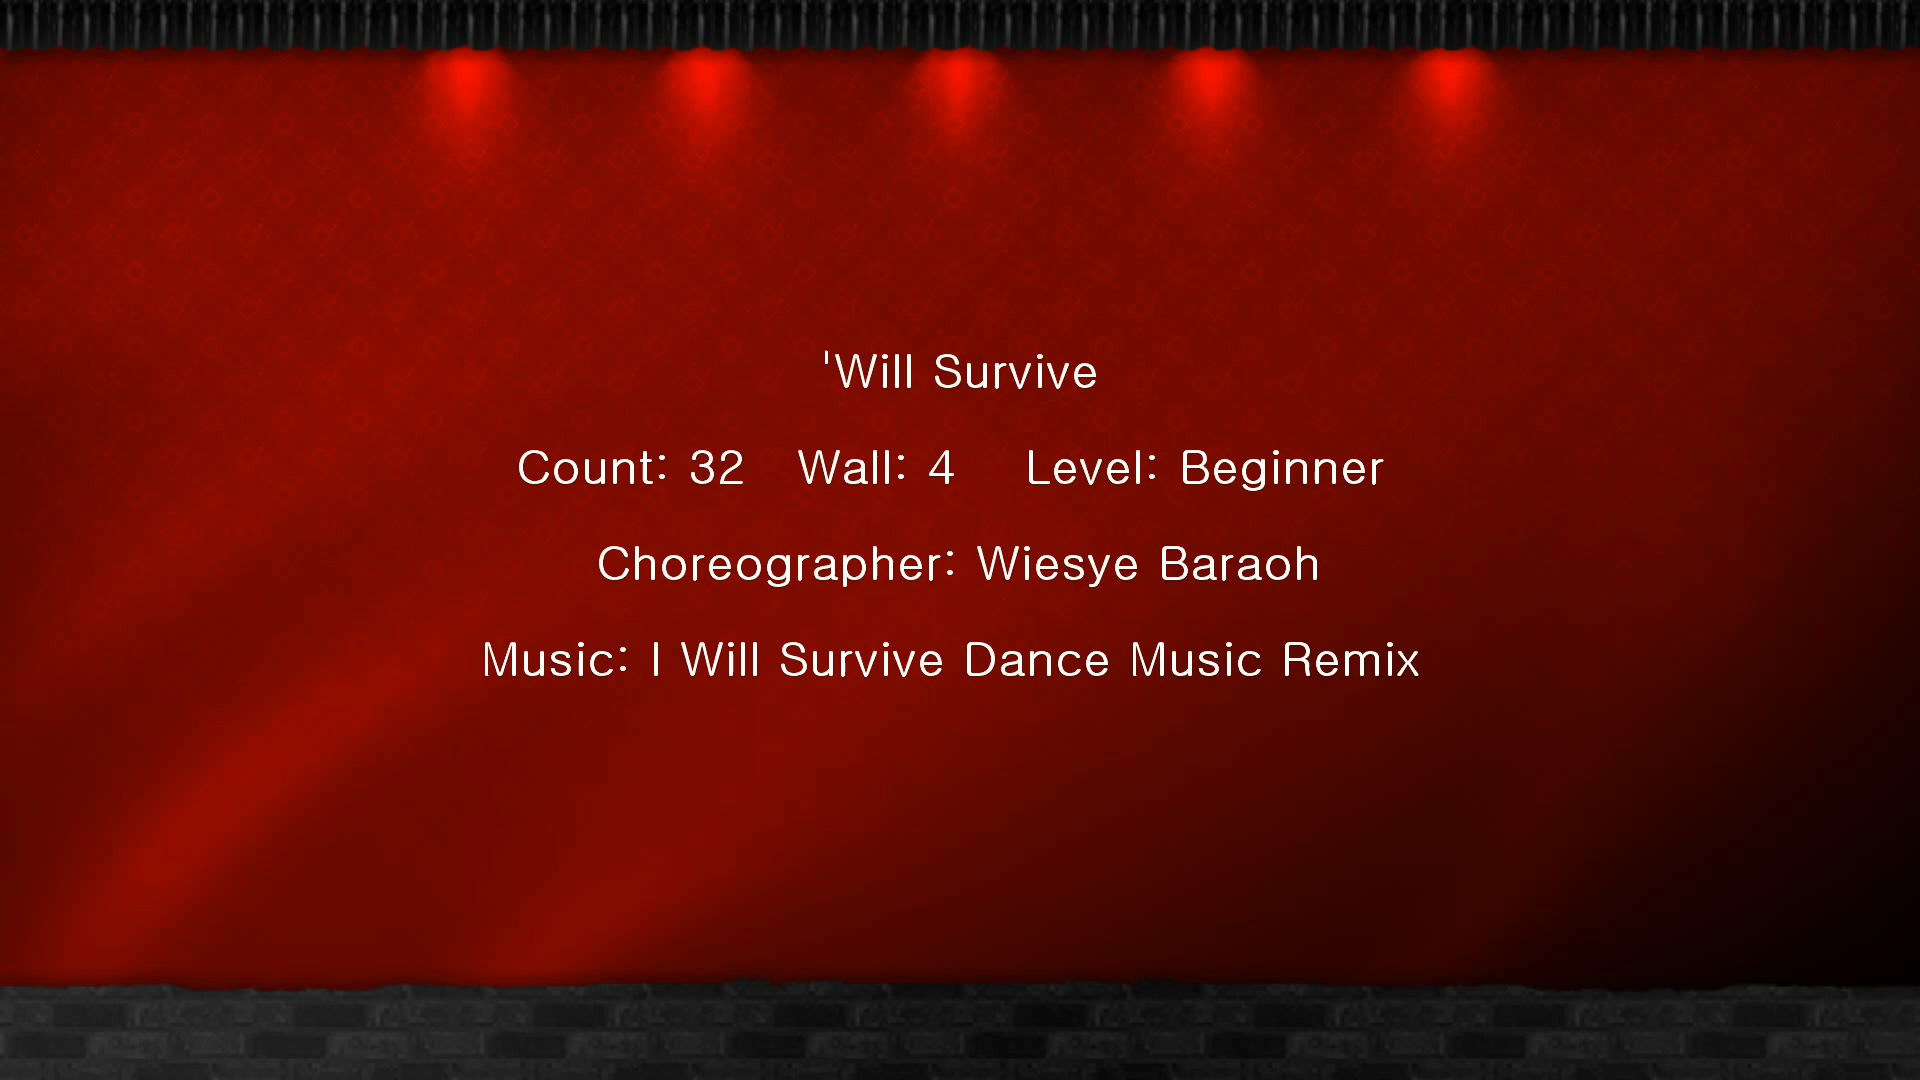 'Will Survive
Count: 32 Wall: 4 Level: Beginner
Choreographer: Wiesye Baraoh
Music: I Will Survive Dance Music Remix